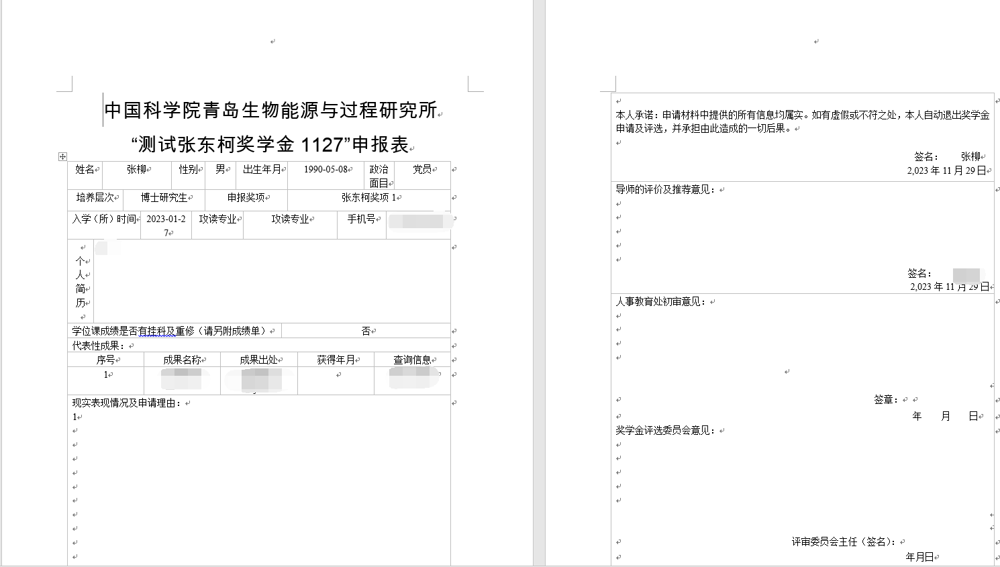 中国科学院青岛生物能源与过程研究所
“测试张东柯奖学金 1127”申报表
姓名 张柳 性别 男 出生年月 1990-05-08 政治面目 党员
培养层次 博士研究生 申报奖项 张东柯奖项 1
入学（所）时间 2023-01-27 攻读专业 攻读专业 手机号
个
人
简
历
学位课成绩是否有挂科及重修（请另附成绩单） 否
代表性成果：
序号 成果名称 成果出处 获得年月 查询信息
1
现实表现情况及申请理由：
1
本人承诺：申请材料中提供的所有信息均属实。如有虚假或不符之处，本人自动退出奖学金
申请及评选，并承担由此造成的一切后果。
签名： 张柳
2,023 年 11 月 29 日
导师的评价及推荐意见：
签名：
2,023 年 11 月 29 日
人事教育处初审意见：
签章：
年 月 日
奖学金评选委员会意见：
评审委员会主任（签名）：
年月日